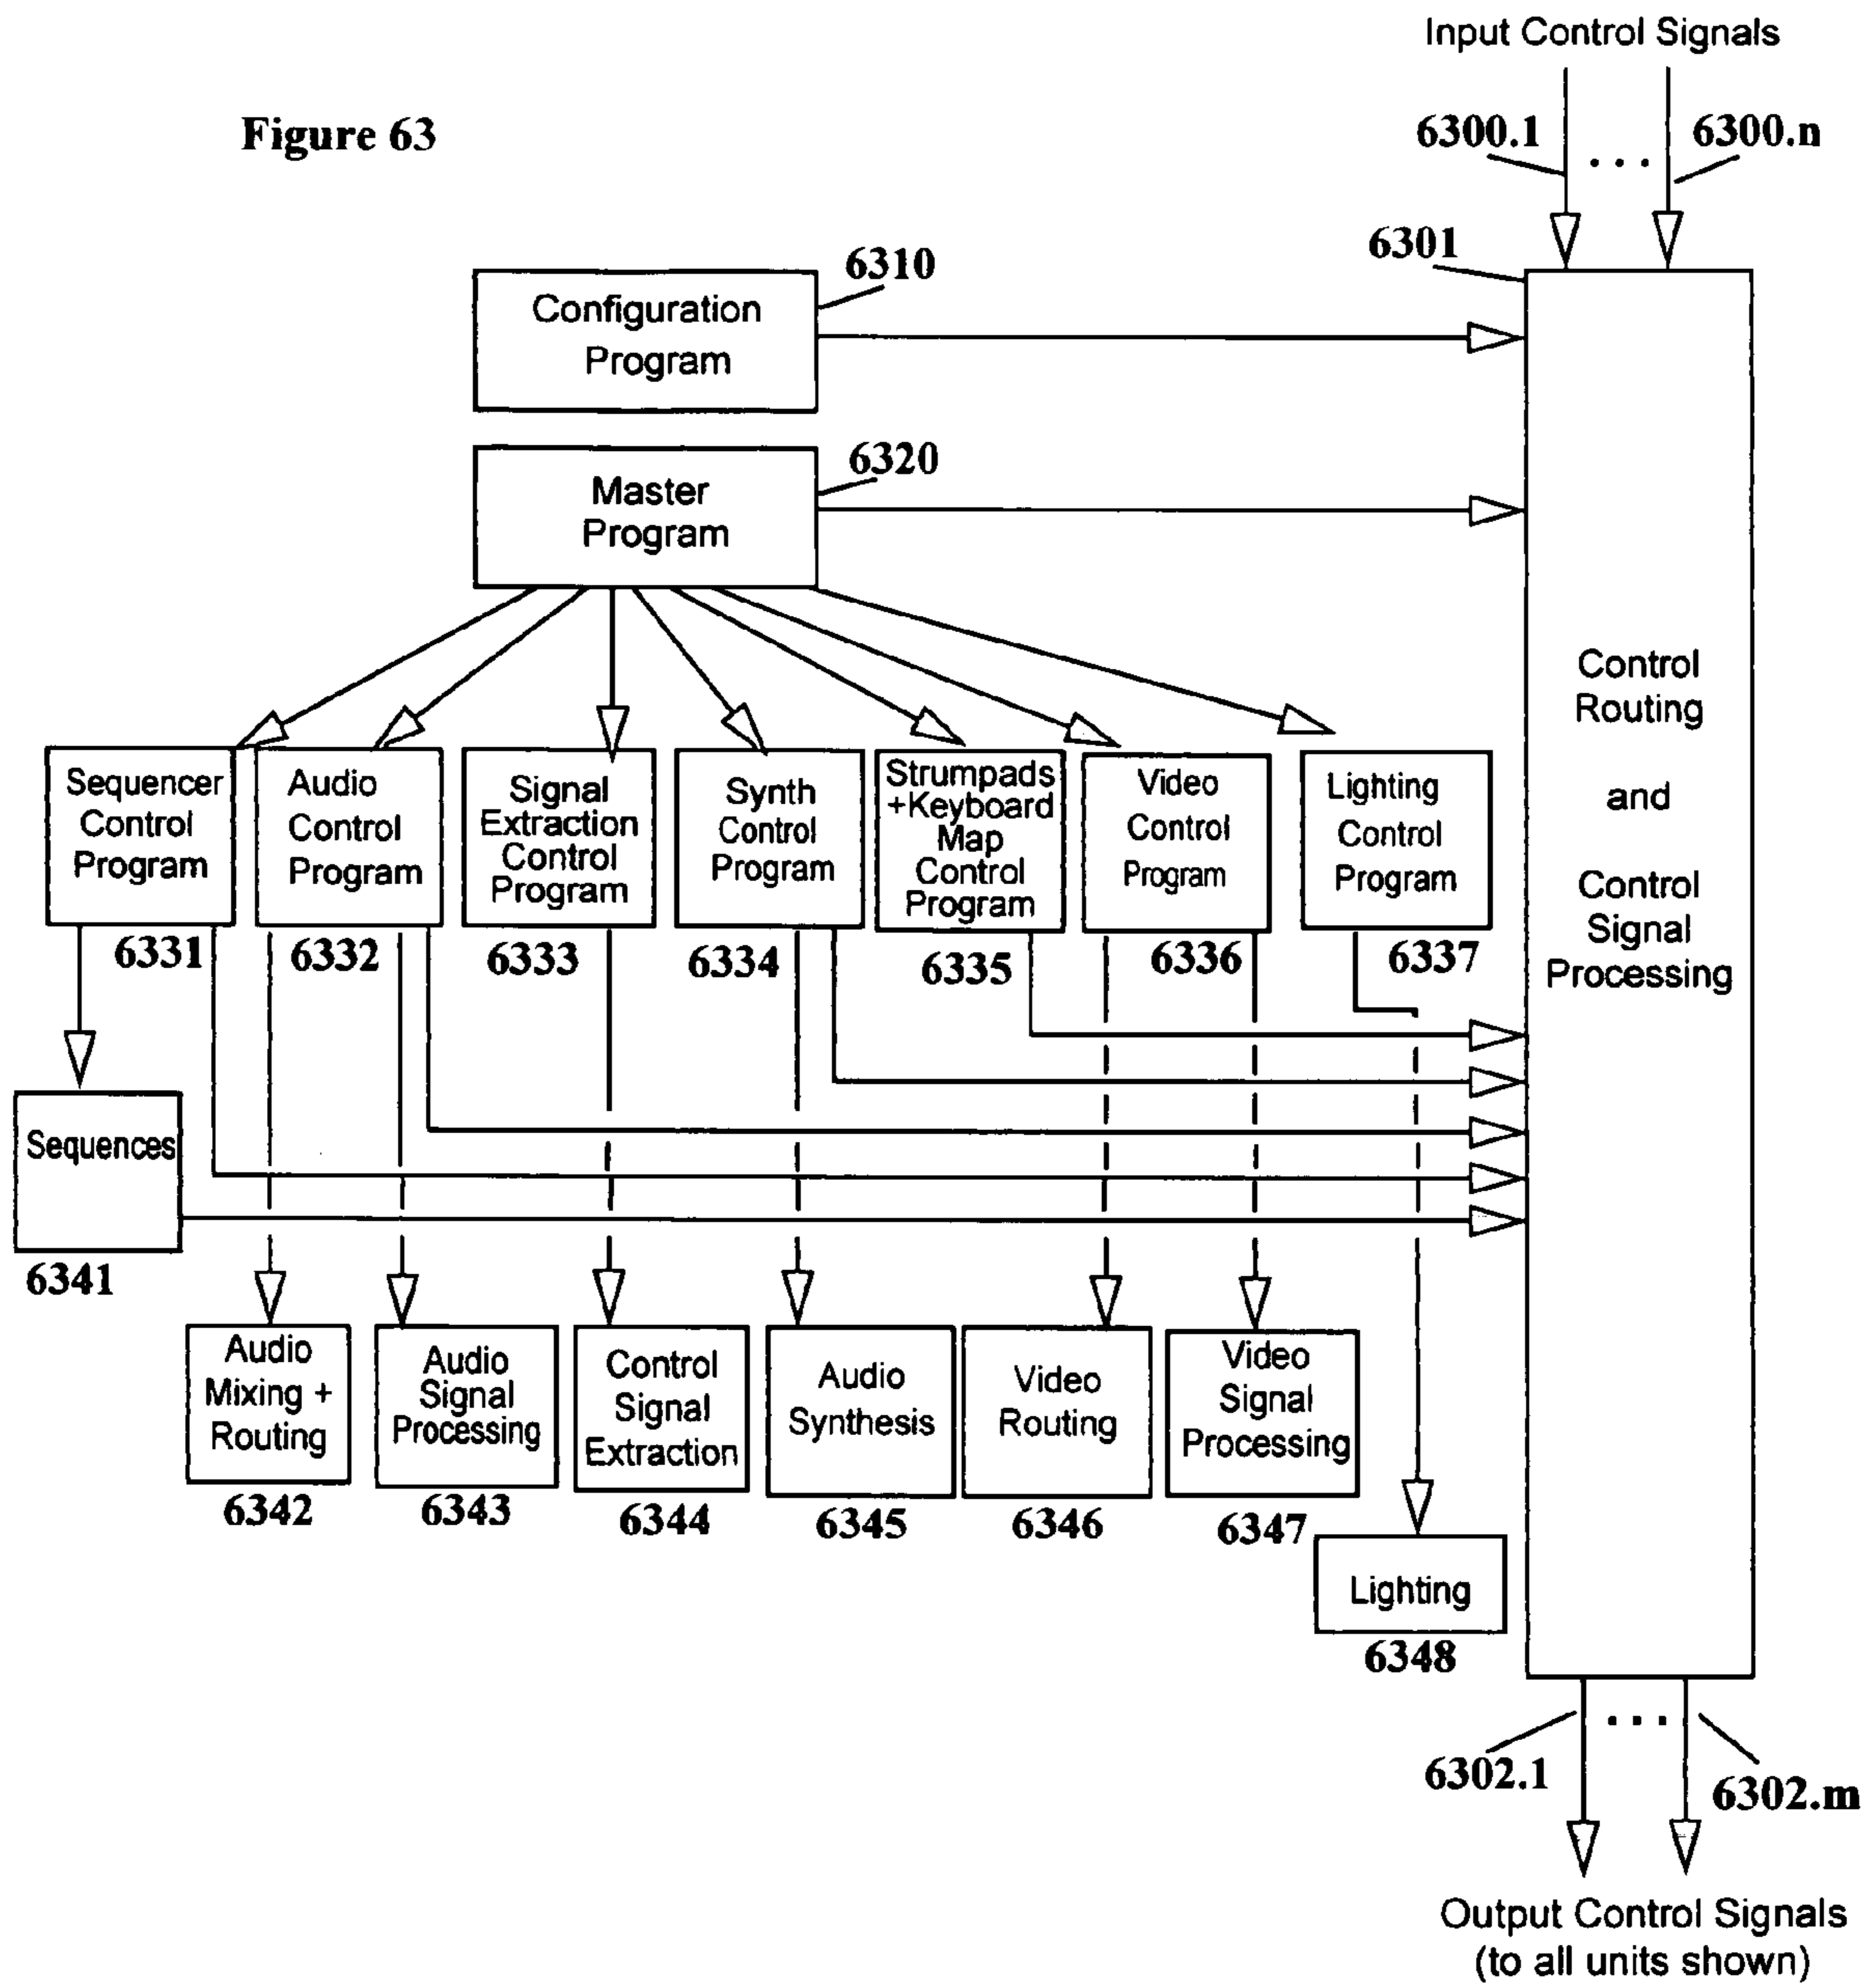 Input Control Signals
Figure 63
6300.1
. . .
6300.n
6301
6310
Configuration
Program
6320
Master
Program
Control
Routing
and
Control
Signal
Processing
Sequencer
Control
Program
6331
Audio
Control
Program
6332
Signal
Extraction
Control
Program
6333
Synth
Control
Program
6334
Strumpads
+Keyboard
Map
Control
Program
6335
Video
Control
Program
6336
Lighting
Control
Program
6337
Sequences
6341
Audio
Mixing +
Routing
6342
Audio
Signal
Processing
6343
Control
Signal
Extraction
6344
Audio
Synthesis
6345
Video
Routing
6346
Video
Signal
Processing
6347
Lighting
6348
6302.1
. . .
6302.m
Output Control Signals
(to all units shown)